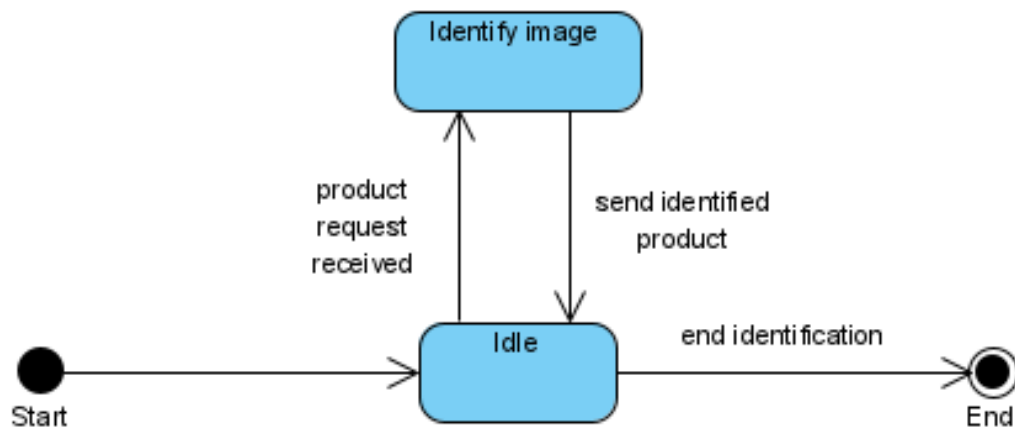 Identify image
product
request
received
send identified
product
Idle
end identification
Start
End